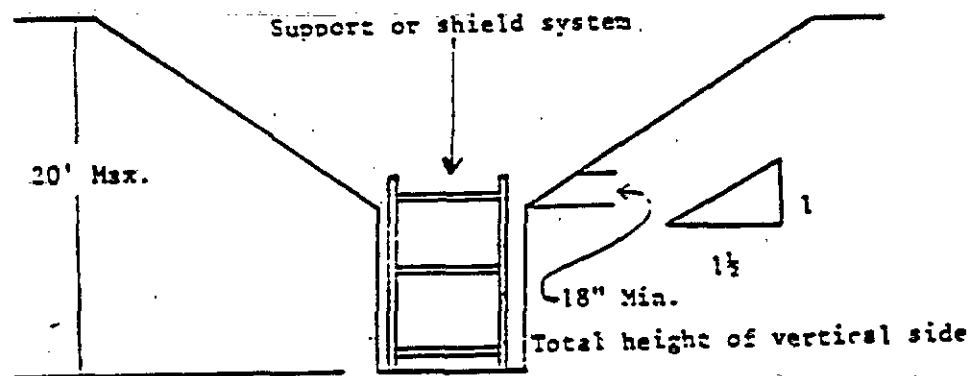 Support or shield system
20' Max.
1
1½
18" Min.
Total height of vertical side